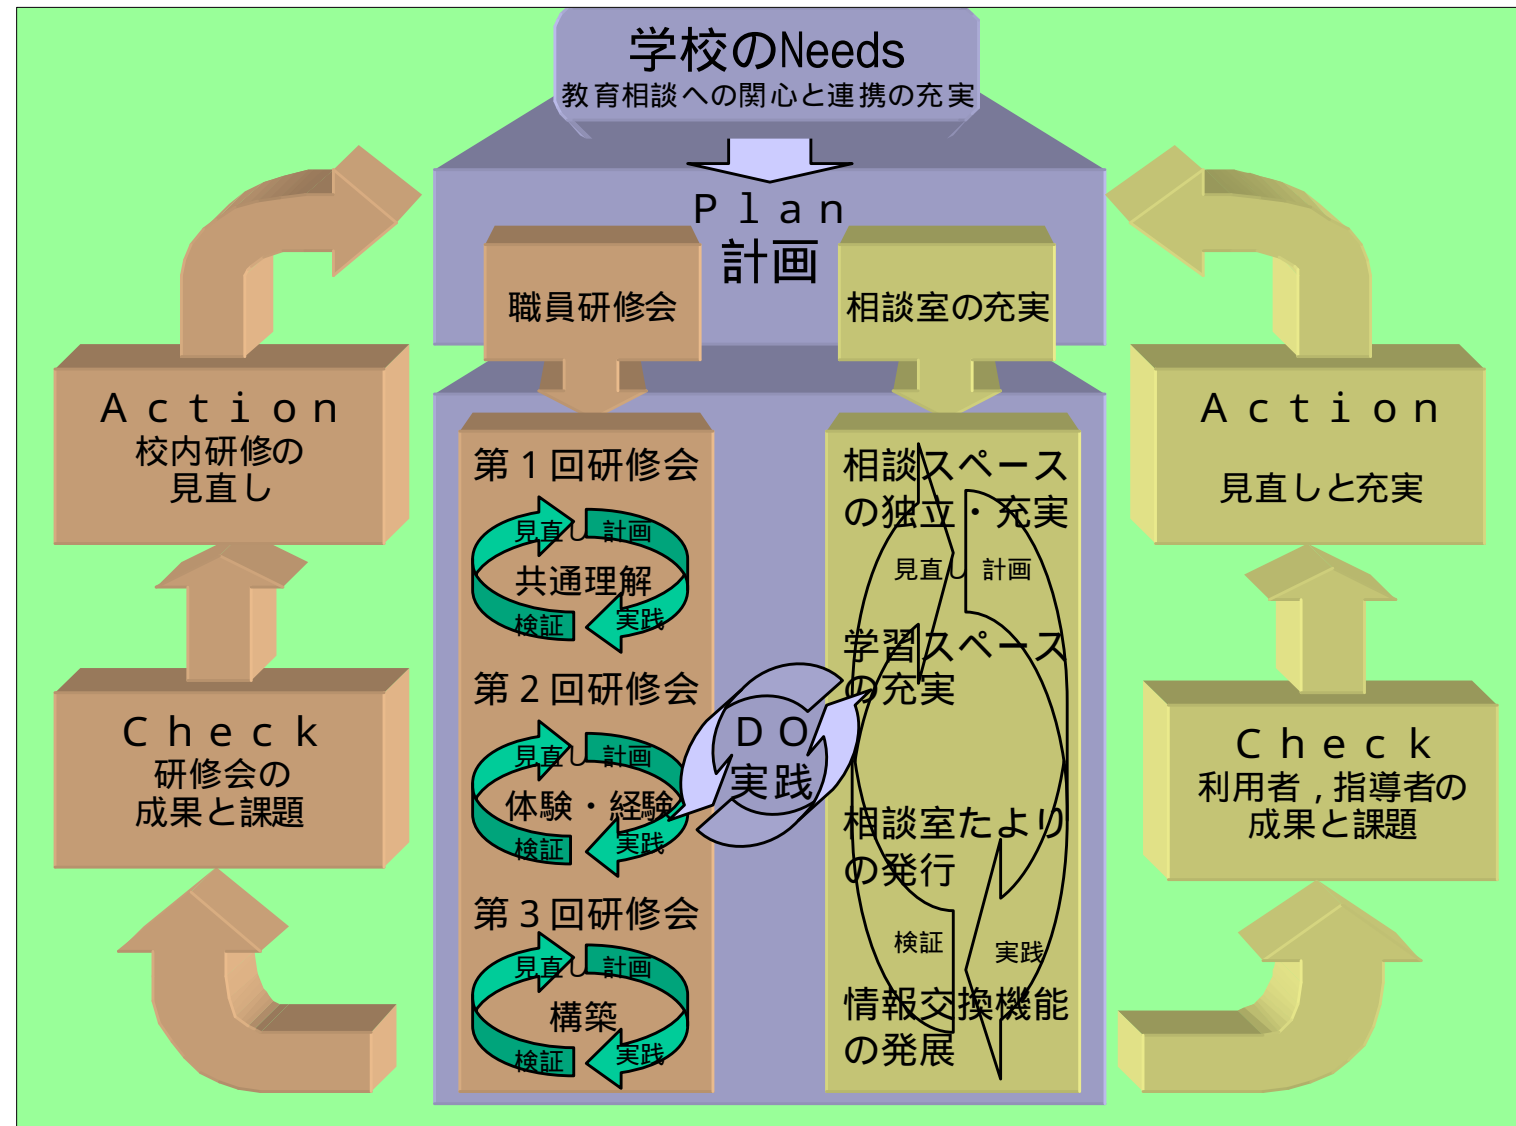 学校のNeeds
教育相談への関心と連携の充実
Ｐｌａｎ
計画
職員研修会
相談室の充実
Ａｃｔｉｏｎ
校内研修の
見直し
Ｃｈｅｃｋ
研修会の
成果と課題
第１回研修会
見直し
計画
共通理解
検証
実践
第２回研修会
見直し
計画
体験・経験
検証
実践
第３回研修会
見直し
計画
構築
検証
実践
ＤＯ
実践
相談スペース
の独立・充実
見直し
計画
学習スペース
の充実
相談室たより
の発行
検証
実践
情報交換機能
の発展
Ａｃｔｉｏｎ
見直しと充実
Ｃｈｅｃｋ
利用者，指導者の
成果と課題